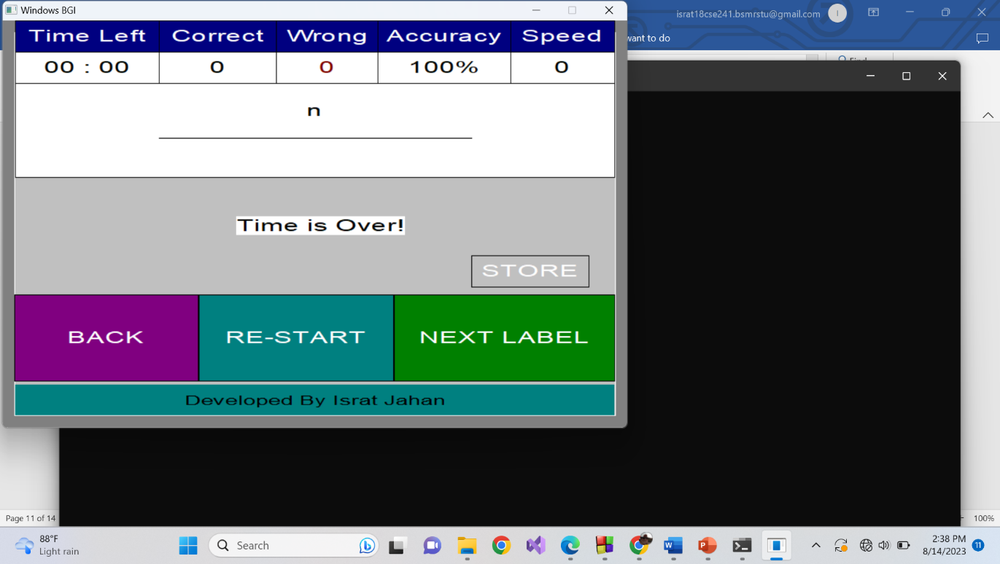 Windows BGI
israt18cse241.bsmrstu@gmail.com
I
want to do
Time Left Correct Wrong Accuracy Speed
00 : 00 0 0 100% 0
n
Time is Over!
STORE
BACK RE-START NEXT LABEL
Developed By Israt Jahan
Page 11 of 14
100%
88°F
Light rain
Search
2:38 PM
8/14/2023
11